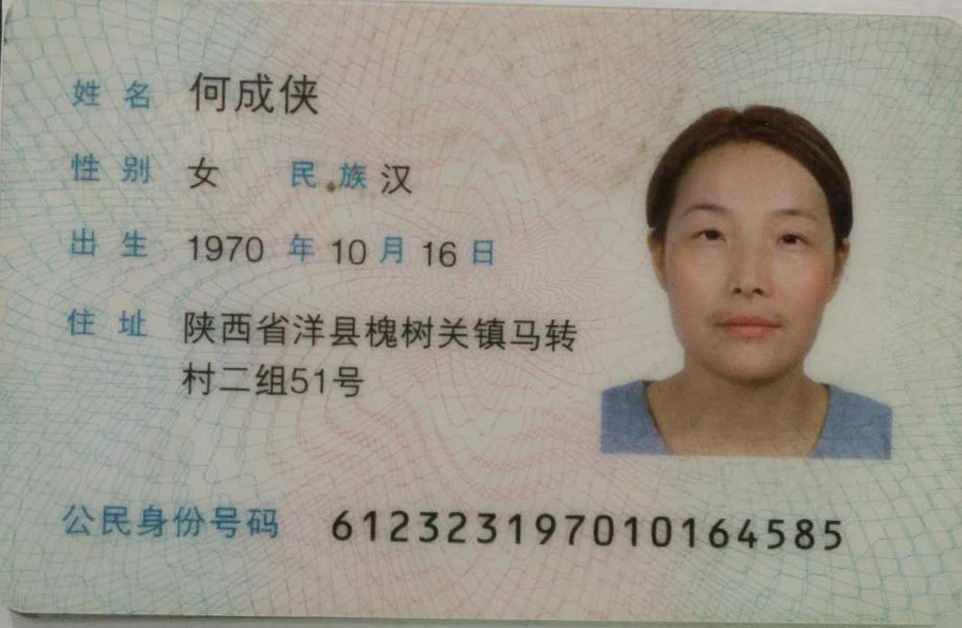 姓名 何成侠
性别 女 民族 汉
出生 1970 年 10 月 16 日
住址 陕西省洋县槐树关镇马转
村二组51号
公民身份号码 612323197010164585